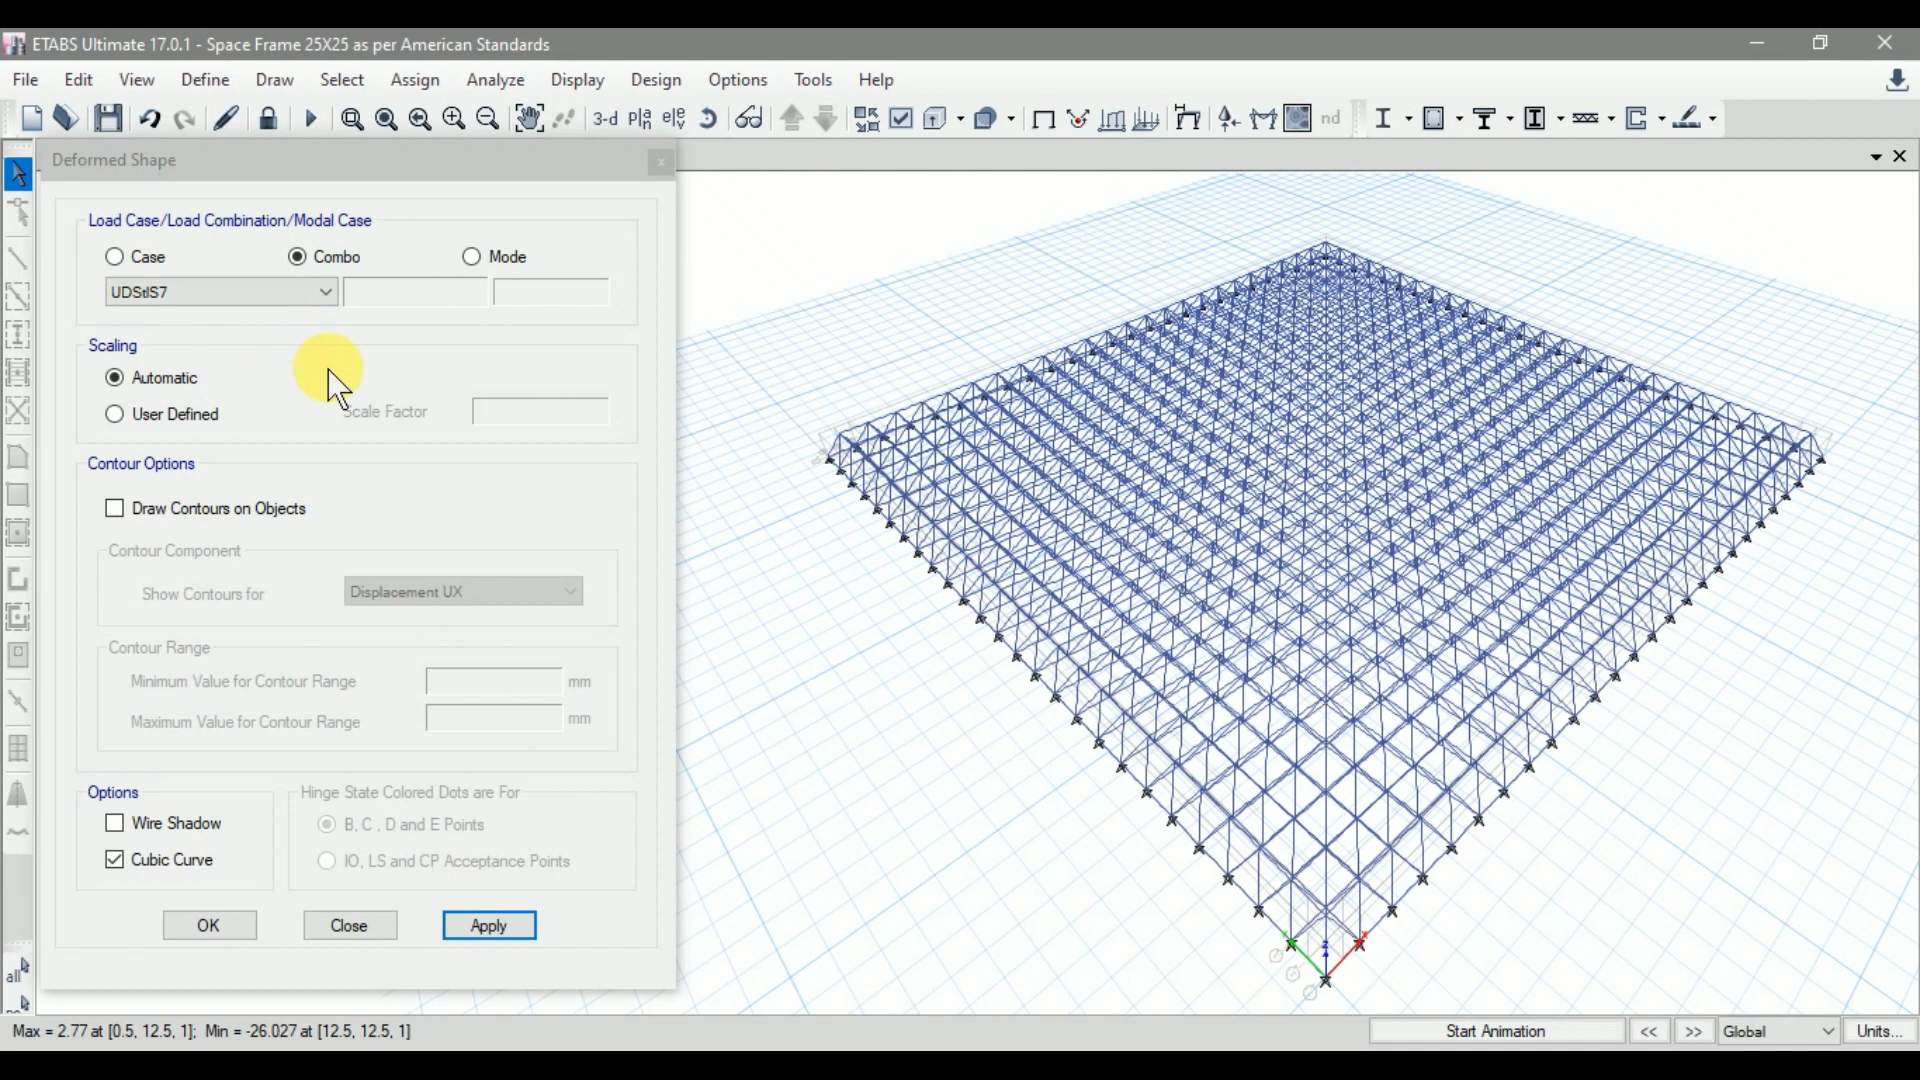 ETABS Ultimate 17.0.1 - Space Frame 25X25 as per American Standards
File Edit View Define Draw Select Assign Analyze Display Design Options Tools Help
3-d nd
Deformed Shape
Load Case/Load Combination/Modal Case
Case Combo Mode
UDStlS7
Scaling
Automatic
User Defined Scale Factor
Contour Options
Draw Contours on Objects
Contour Component
Show Contours for Displacement UX
Contour Range
Minimum Value for Contour Range mm
Maximum Value for Contour Range mm
Options Hinge State Colored Dots are For
Wire Shadow B, C , D and E Points
Cubic Curve IO, LS and CP Acceptance Points
OK Close Apply
all
Max = 2.77 at [0.5, 12.5, 1]; Min = -26.027 at [12.5, 12.5, 1] Start Animation << >> Global Units...